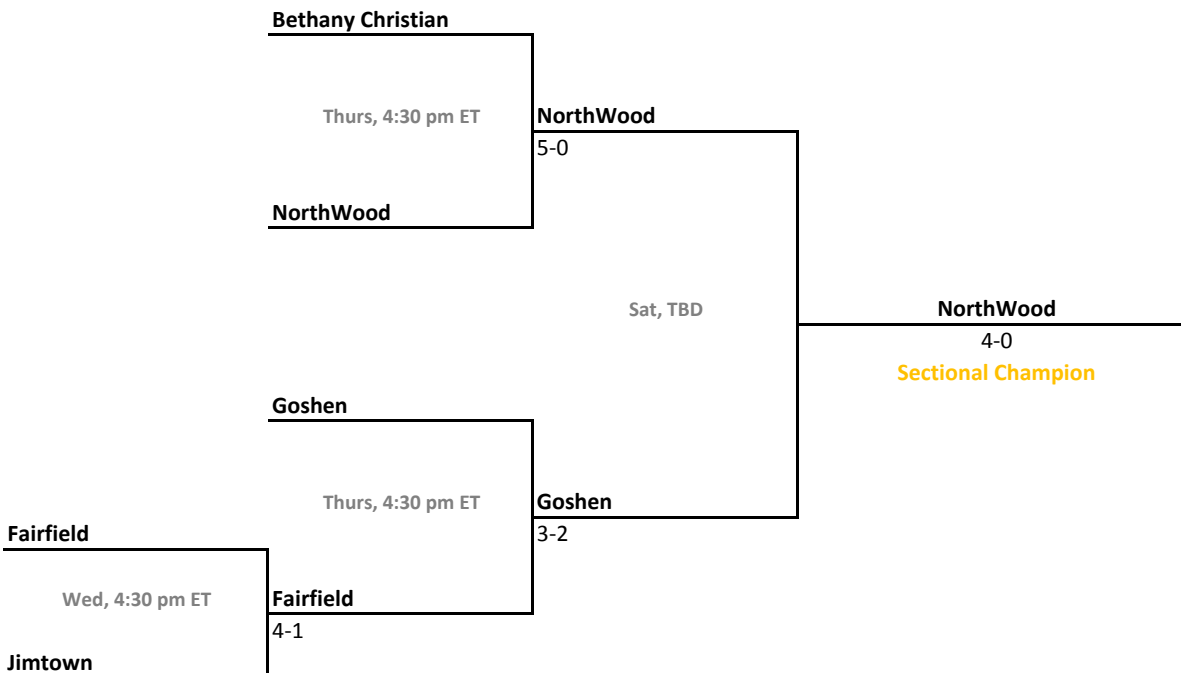 Bethany Christian
Thurs, 4:30 pm ET
NorthWood
5-0
NorthWood
Sat, TBD
NorthWood
4-0
Sectional Champion
Goshen
Thurs, 4:30 pm ET
Goshen
3-2
Fairfield
Wed, 4:30 pm ET
Fairfield
4-1
Jimtown